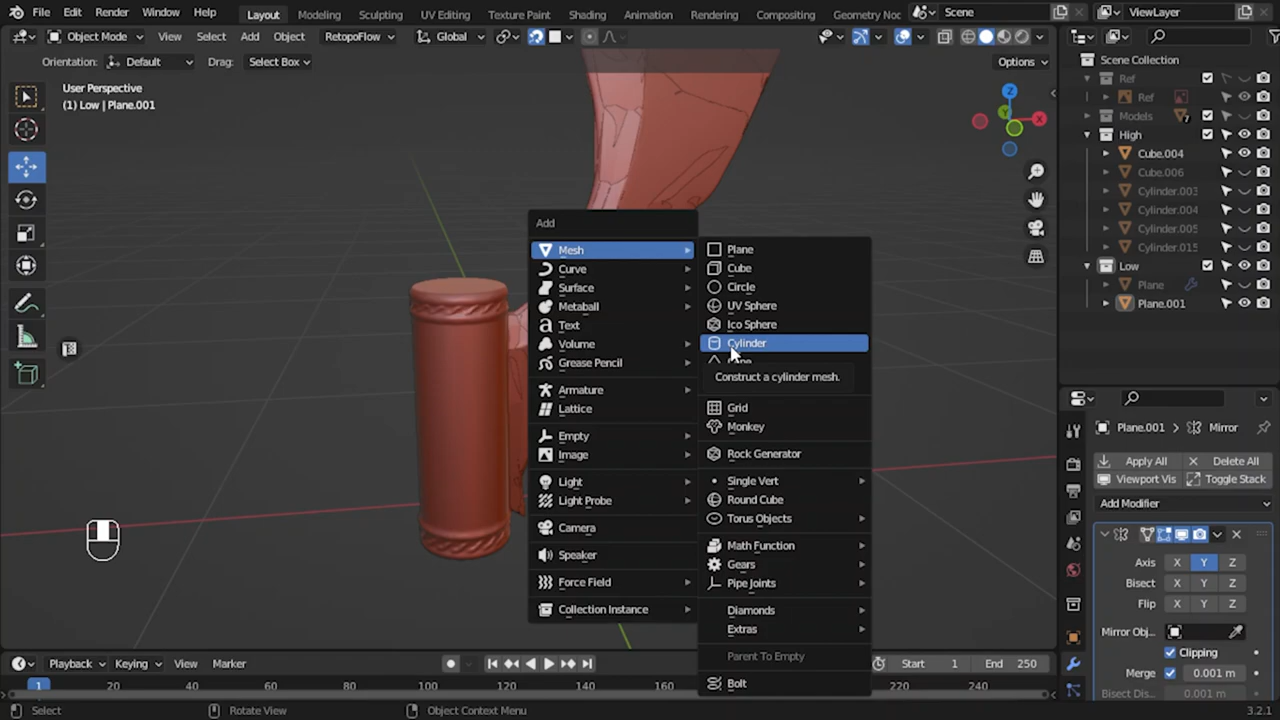 File Edit Render Window Help Layout Modeling Sculpting UV Editing Texture Paint Shading Animation Rendering Compositing Geometry Noc Scene ViewLayer
Object Mode View Select Add Object RetopoFlow Global
Orientation: Default Drag: Select Box Options
User Perspective
(1) Low | Plane.001
Z
Y
X
Add
Mesh
Curve
Surface
Metaball
Text
Volume
Grease Pencil
Armature
Lattice
Empty
Image
Light
Light Probe
Camera
Speaker
Force Field
Collection Instance
Plane
Cube
Circle
UV Sphere
Ico Sphere
Cylinder
Construct a cylinder mesh.
Grid
Monkey
Rock Generator
Single Vert
Round Cube
Torus Objects
Math Function
Gears
Pipe Joints
Diamonds
Extras
Parent To Empty
Bolt
Scene Collection
Ref
Ref
Models
High
Cube.004
Cube.006
Cylinder.003
Cylinder.004
Cylinder.005
Cylinder.015
Low
Plane
Plane.001
Plane.001 > Mirror
Apply All Delete All
Viewport Vis Toggle Stack
Add Modifier
Axis X Y Z
Bisect X Y Z
Flip X Y Z
Mirror Obj..
Clipping
Merge 0.001 m
Bisect Dis.. 0.001 m
Playback Keying View Marker Start 1 End 250
1 20 40 60 80 100 120 140 160 220 240
Select Rotate View Object Context Menu 3.2.1